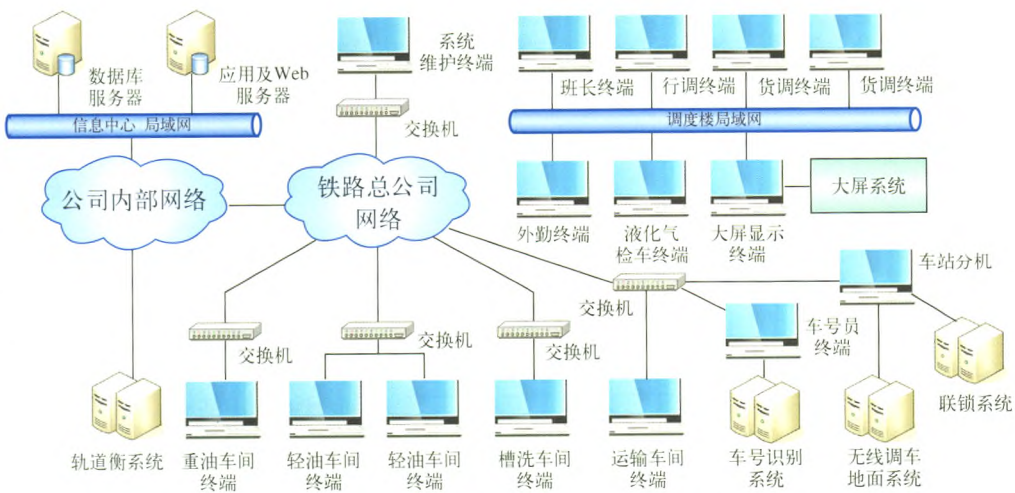 数据库
服务器
应用及Web
服务器
系统
维护终端
班长终端
行调终端
货调终端
货调终端
信息中心 局域网
交换机
调度楼局域网
公司内部网络
铁路总公司
网络
大屏系统
外勤终端
液化气
检车终端
大屏显示
终端
车站分机
交换机
交换机
交换机
交换机
车号员
终端
联锁系统
轨道衡系统
重油车间
终端
轻油车间
终端
轻油车间
终端
槽洗车间
终端
运输车间
终端
车号识别
系统
无线调车
地面系统